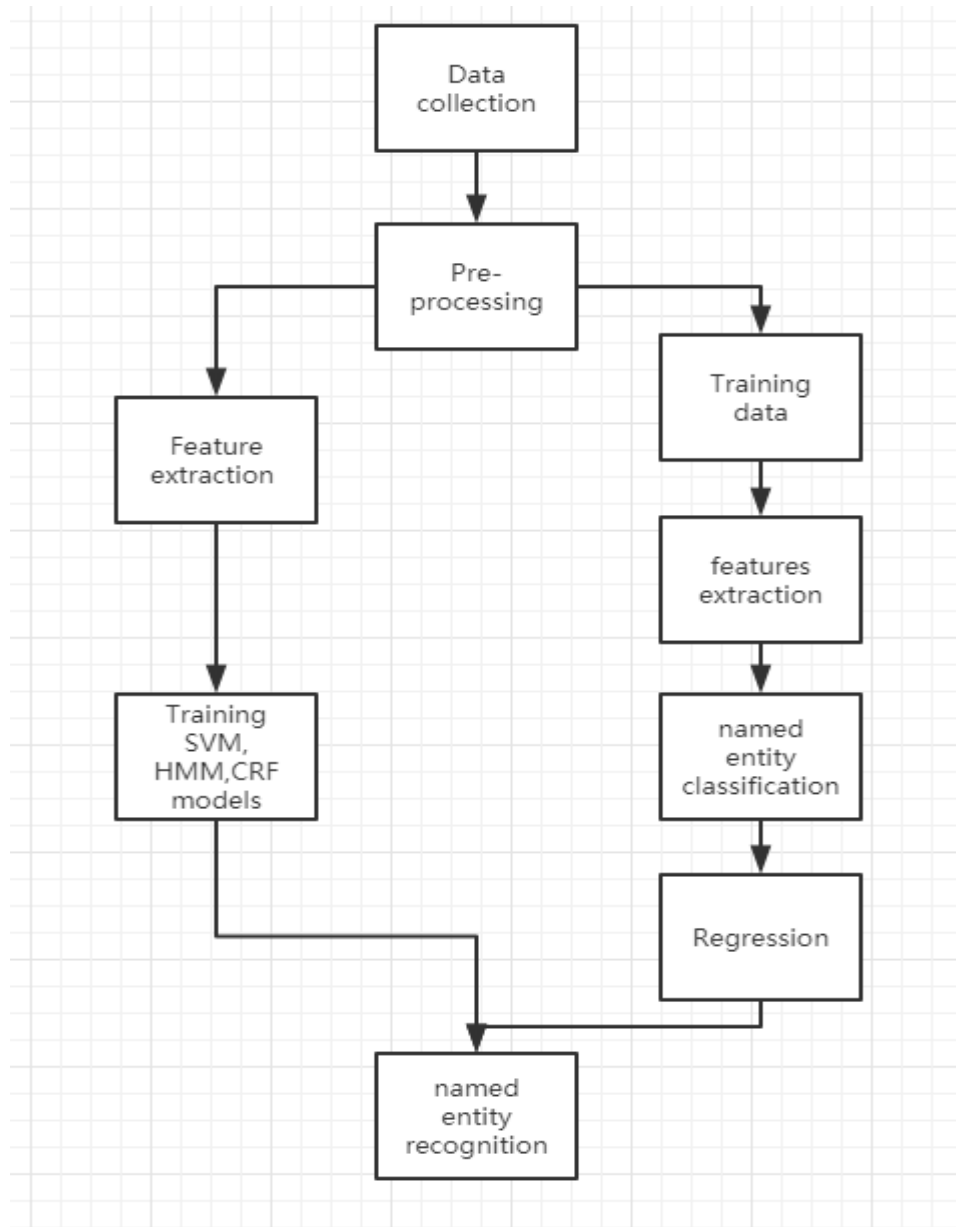 Data
collection
Pre-
processing
Feature
extraction
Training
SVM,
HMM,CRF
models
Training
data
features
extraction
named
entity
classification
Regression
named
entity
recognition